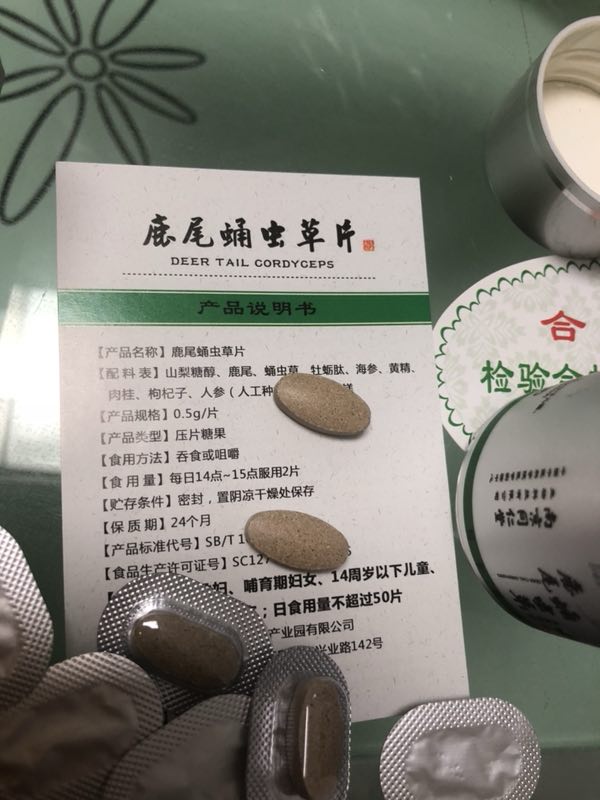 鹿尾蛹虫草片
DEER TAIL CORDYCEPS
产品说明书
【产品名称】鹿尾蛹虫草片
【配 料 表】山梨糖醇、鹿尾、蛹虫草、牡蛎肽、海参、黄精、
肉桂、枸杞子、人参(人工种
【产品规格】0.5g/片
【产品类型】压片糖果
【食用方法】吞食或咀嚼
【食 用 量】每日14点~15点服用2片
【贮存条件】密封，置阴凉干燥处保存
【保 质 期】24个月
【产品标准代号】SB/T 1
【食品生产许可证号】SC127
妇、哺育期妇女、14周岁以下儿童、
；日食用量不超过50片
产业园有限公司
兴业路142号
合
检验合
南京同仁堂